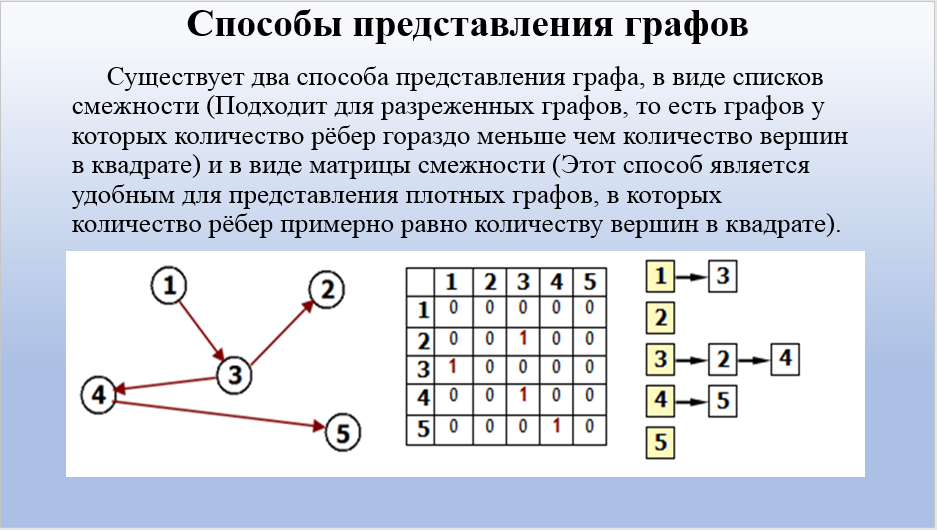 Способы представления графов
Существует два способа представления графа, в виде списков
смежности (Подходит для разреженных графов, то есть графов у
которых количество рёбер гораздо меньше чем количество вершин
в квадрате) и в виде матрицы смежности (Этот способ является
удобным для представления плотных графов, в которых
количество рёбер примерно равно количеству вершин в квадрате).
1
2
3
4
5
1 2 3 4 5
1 0 0 0 0 0
2 0 0 1 0 0
3 1 0 0 0 0
4 0 0 1 0 0
5 0 0 0 1 0
1 3
2
3 2 4
4 5
5